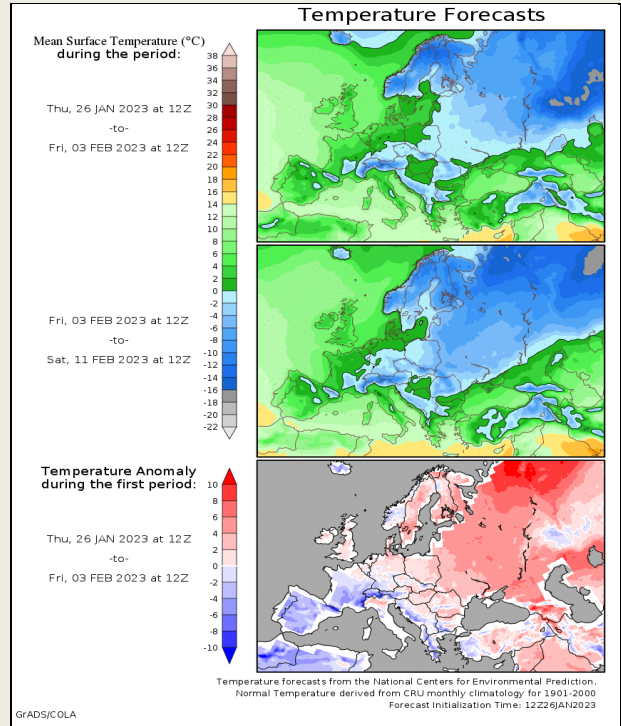 Temperature Forecasts
Mean Surface Temperature (°C)
during the period:
38
36
34
32
30
28
26
24
22
20
18
16
14
12
10
8
6
4
2
0
-2
-4
-6
-8
-10
-12
-14
-16
-18
-20
-22
Thu, 26 JAN 2023 at 12Z
-to-
Fri, 03 FEB 2023 at 12Z
Fri, 03 FEB 2023 at 12Z
-to-
Sat, 11 FEB 2023 at 12Z
Temperature Anomaly
during the first period:
10
8
6
4
2
0
-2
-4
-6
-8
-10
Thu, 26 JAN 2023 at 12Z
-to-
Fri, 03 FEB 2023 at 12Z
Temperature forecasts from the National Centers for Environmental Prediction.
Normal Temperature derived from CRU monthly climatology for 1901-2000
Forecast Initialization Time: 12Z26JAN2023
GrADS/COLA